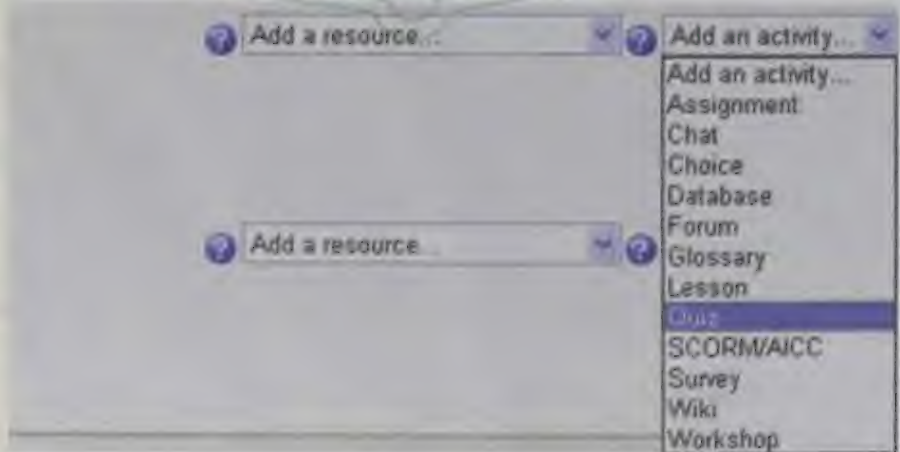 Add a resource... Add an activity...
Add an activity...
Assignment
Chat
Choice
Database
Forum
Add a resource...
Glossary
Lesson
Quiz
SCORM/AICC
Survey
Wiki
Workshop